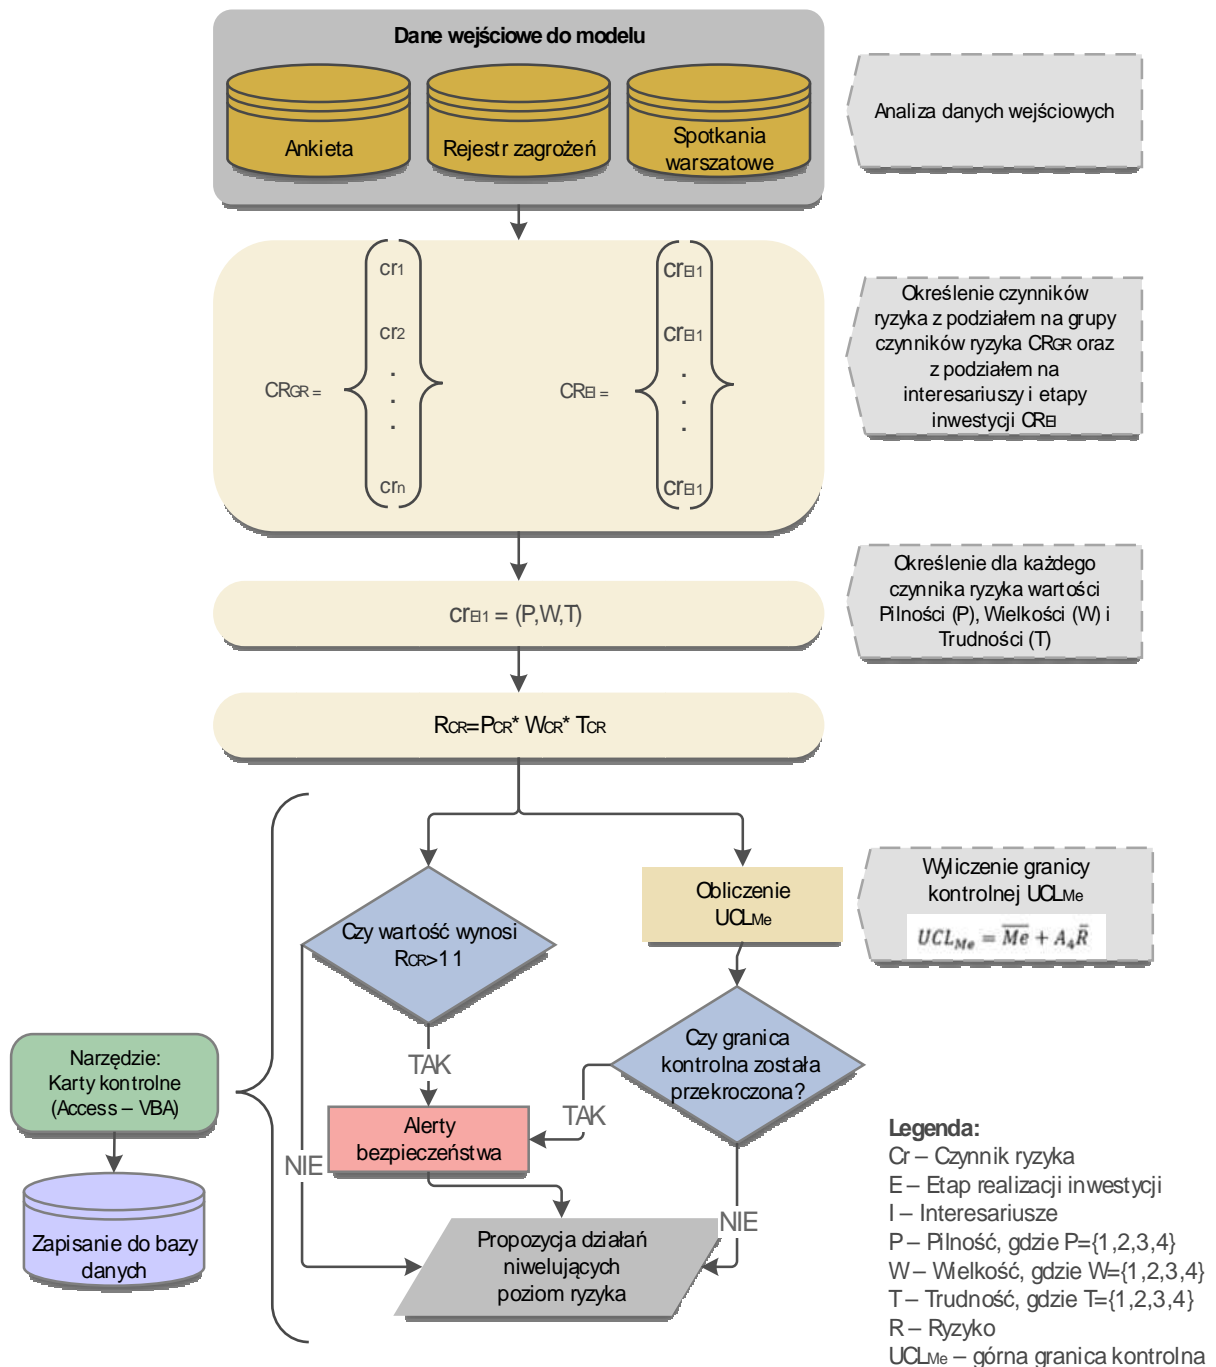 Dane wejściowe do modelu
Ankieta
Rejestr zagrożeń
Spotkania
warszatowe
Analiza danych wejściowych
CRGR =
cr1
cr2
.
.
.
crn
CREI =
crEI1
crEI1
.
.
.
crEI1
Określenie czynników
ryzyka z podziałem na grupy
czynników ryzyka CRGR oraz
z podziałem na
interesariuszy i etapy
inwestycji CREI
crEI1 = (P,W,T)
Określenie dla każdego
czynnika ryzyka wartości
Pilności (P), Wielkości (W) i
Trudności (T)
RCR=PCR* WCR* TCR
Czy wartość wynosi
RCR>11
Obliczenie
UCLMe
Wyliczenie granicy
kontrolnej UCLMe
UCL_{Me} = \overline{Me} + A_4\bar{R}
Czy granica
kontrolna została
przekroczona?
TAK
TAK
NIE
NIE
Alerty
bezpieczeństwa
Propozycja działań
niwelujących
poziom ryzyka
Narzędzie:
Karty kontrolne
(Access – VBA)
Zapisanie do bazy
danych
Legenda:
Cr – Czynnik ryzyka
E – Etap realizacji inwestycji
I – Interesariusze
P – Pilność, gdzie P={1,2,3,4}
W – Wielkość, gdzie W={1,2,3,4}
T – Trudność, gdzie T={1,2,3,4}
R – Ryzyko
UCLMe – górna granica kontrolna